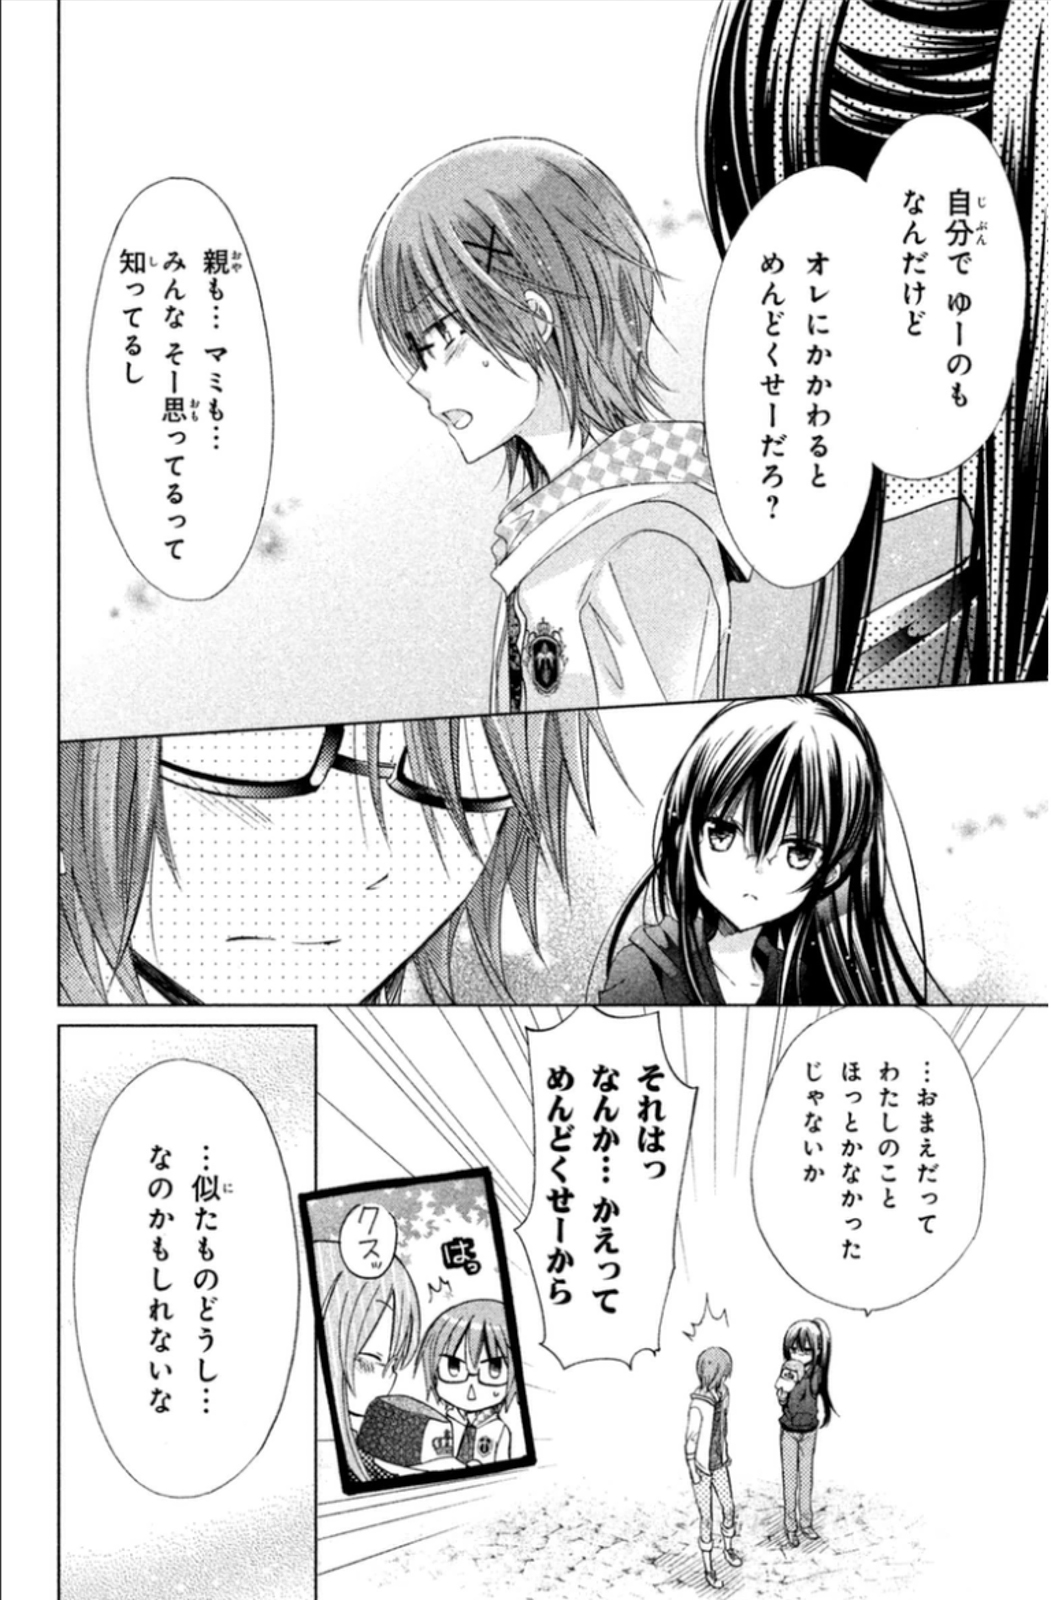 自分で ゆーのも
なんだけど
オレにかかわると
めんどくせーだろ？
親も… マミも…
みんな そー思ってるって
知ってるし
…おまえだって
わたしのこと
ほっとかなかった
じゃないか
それはっ
なんか… かえって
めんどくせーから
はっ
クスッ
…似たものどうし…
なのかもしれないな